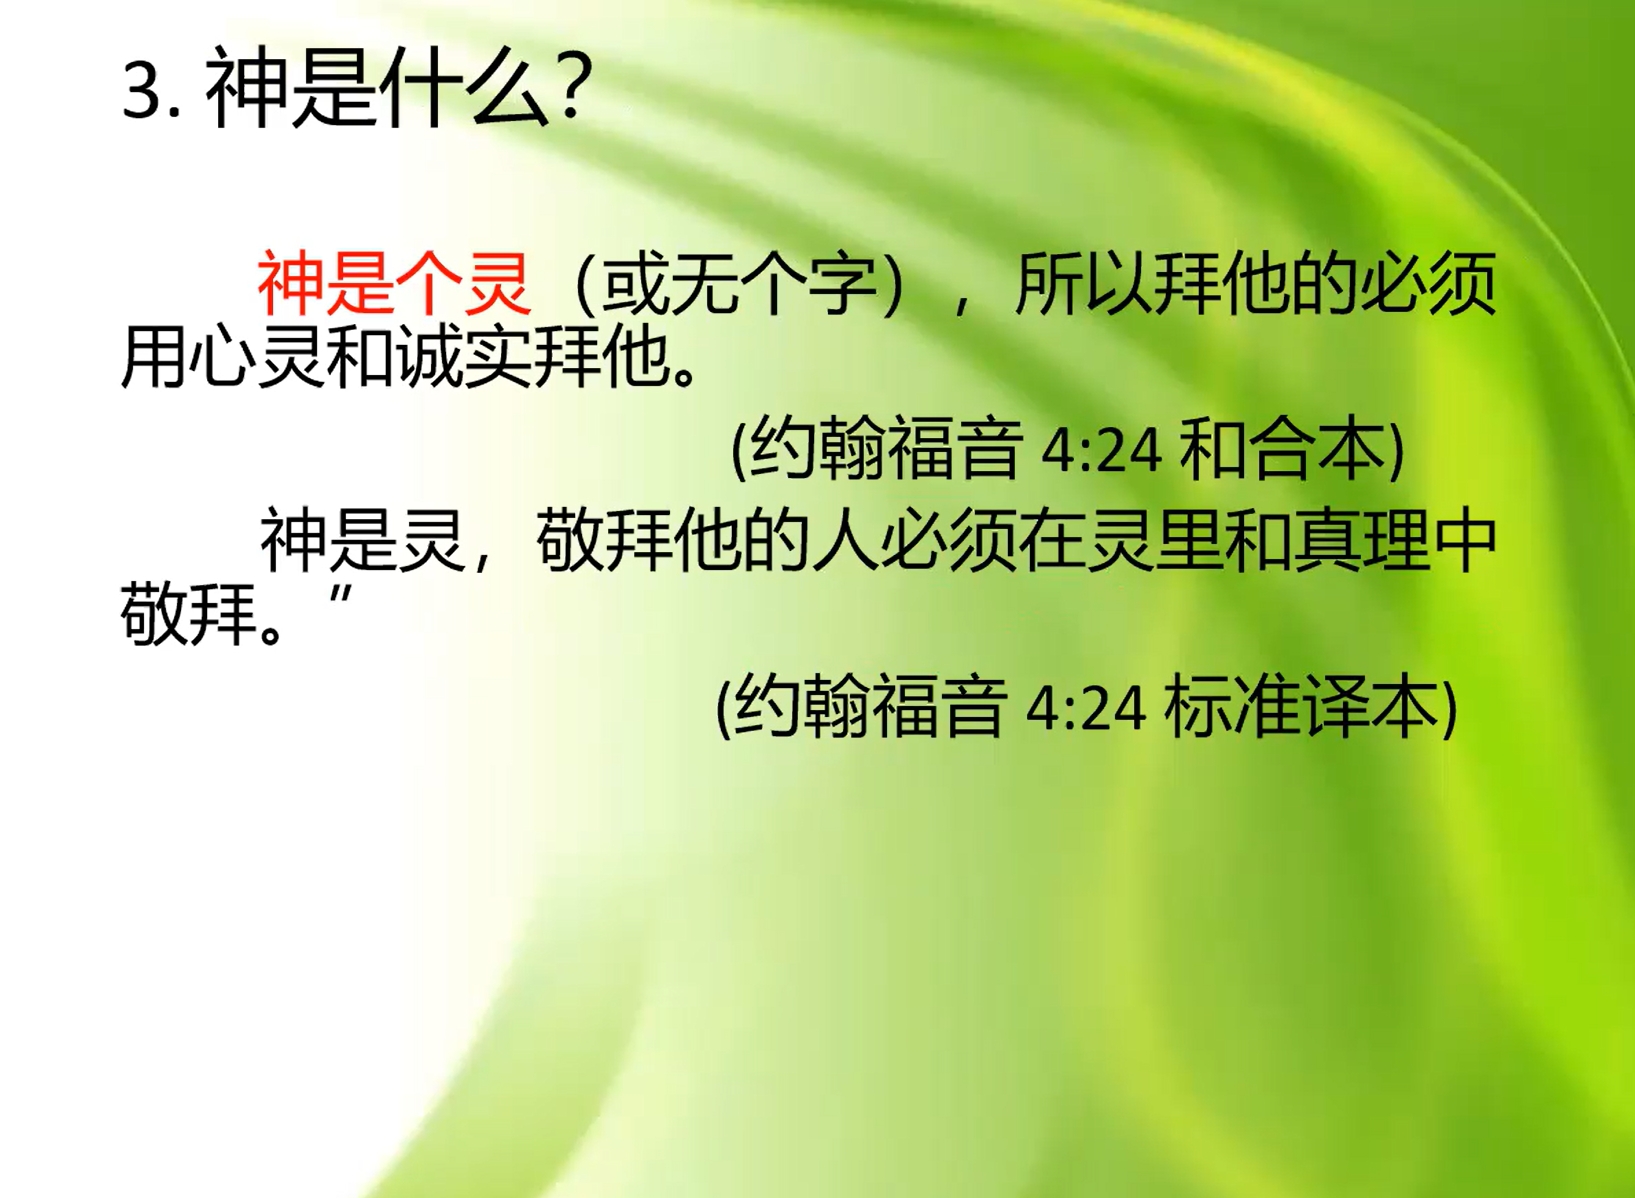 3. 神是什么?
神是个灵（或无个字），所以拜他的必须
用心灵和诚实拜他。
(约翰福音 4:24 和合本)
神是灵，敬拜他的人必须在灵里和真理中
敬拜。”
(约翰福音 4:24 标准译本)